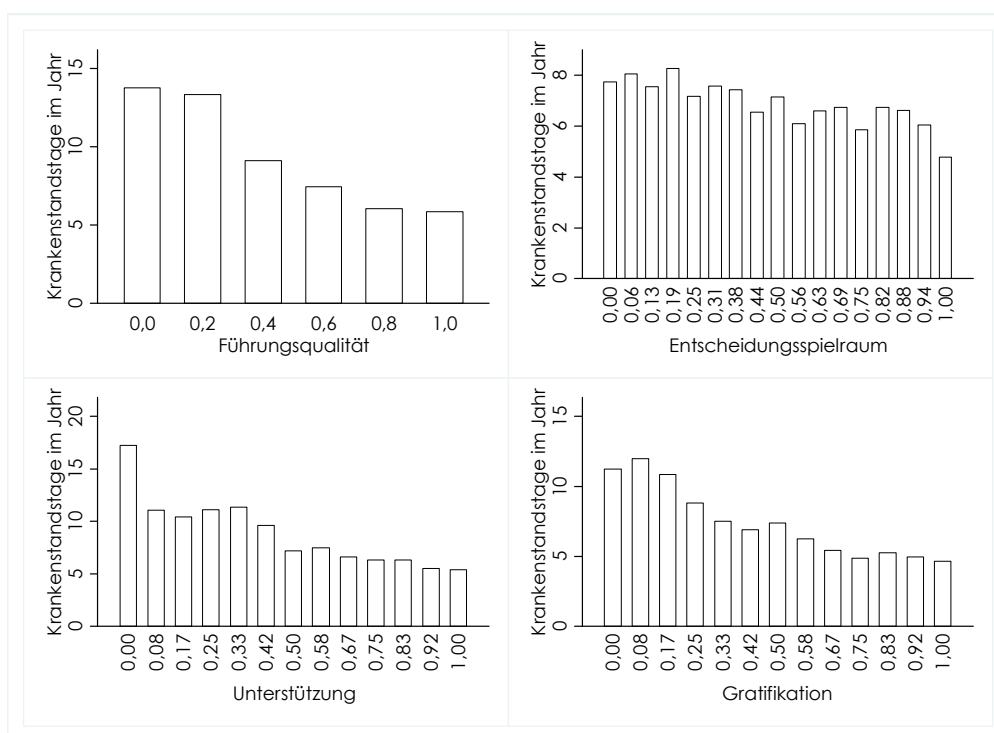 Krankenstandstage im Jahr
15
10
5
0
0,0 0,2 0,4 0,6 0,8 1,0
Führungsqualität
Krankenstandstage im Jahr
8
6
4
2
0
0,00 0,06 0,13 0,19 0,25 0,31 0,38 0,44 0,50 0,56 0,63 0,69 0,75 0,82 0,88 0,94 1,00
Entscheidungsspielraum
Krankenstandstage im Jahr
20
15
10
5
0
0,00 0,08 0,17 0,25 0,33 0,42 0,50 0,58 0,67 0,75 0,83 0,92 1,00
Unterstützung
Krankenstandstage im Jahr
15
10
5
0
0,00 0,08 0,17 0,25 0,33 0,42 0,50 0,58 0,67 0,75 0,83 0,92 1,00
Gratifikation